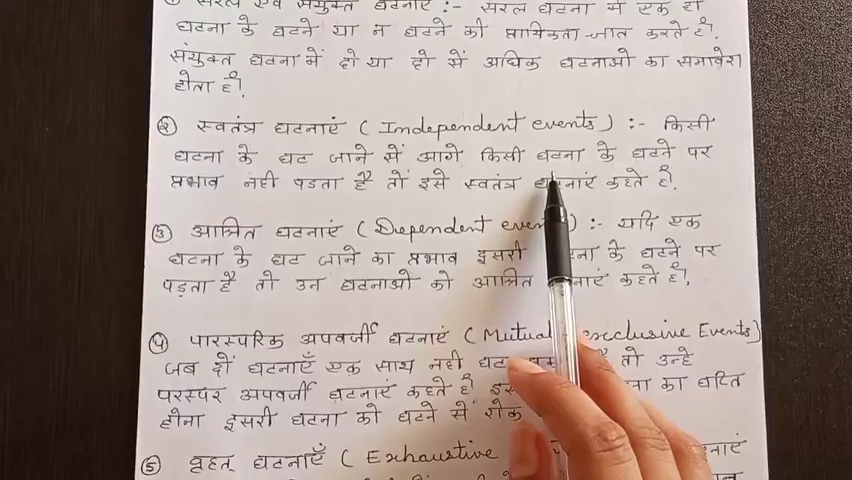 ① सरल एवं संयुक्त घटनाएं :- सरल घटना में एक ही
घटना के घटने या न घटने की प्रायिकता ज्ञात करते है।
संयुक्त घटना में दो या दो से अधिक घटनाओ का समावेश
होता है।
② स्वतंत्र घटनाएं ( Independent events ) :- किसी
घटना के घट जाने से आगे किसी घटना के घटने पर
प्रभाव नही पडता है तो इसे स्वतंत्र घटनाएं कहते है।
③ आश्रित घटनाएं ( Dependent event ) :- यदि एक
घटना के घट जाने का प्रभाव दूसरी के घटने पर
पड़ता है तो उन घटनाओ को आश्रित कहते है।
④ पारस्परिक अपवर्जी घटनाएं ( Mutual exclusive Events )
जब दो घटनाएँ एक साथ नही घट है तो उन्हे
परस्पर अपवर्जी घटनाएं कहते है का घटित
होना दूसरी घटना को घटने से रोक
⑤ वृहत् घटनाएँ ( Exhaustive